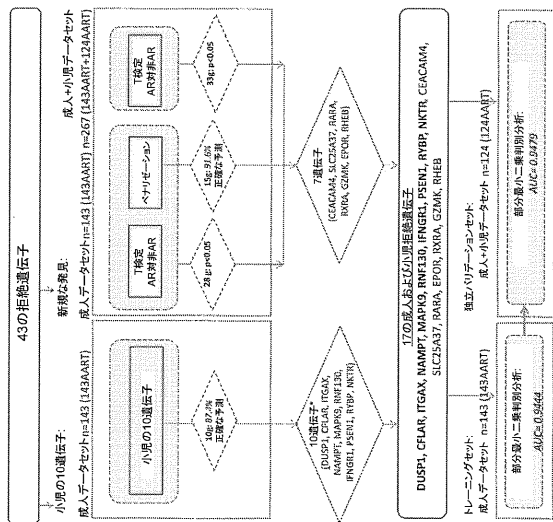 43の拒絶遺伝子
小児の10遺伝子:
成人データセット n=143 (143AART)
小児の10遺伝子
10g: 87.4%
正確な予測
10遺伝子*
{DUSP1, CFLAR, ITGAX,
NAMPT, MAPK9, RNF130,
IFNGR1, PSEN1, RYBP, NKTR}
新規な発見:
成人データセット n=143 (143AART)
T検定
AR対非AR
28 g: p<0.05
ペナリゼーション
15g: 91.6%
正確な予測
成人+小児データセット
n=267 (143AART+124AART)
T検定
AR対非AR
33g: p<0.05
7遺伝子
{CEACAM4, SLC25A37, RARA,
RXRA, GZMK, EPOR, RHEB}
17の成人および小児拒絶遺伝子
DUSP1, CFLAR, ITGAX, NAMPT, MAPK9, RNF130, IFNGR1, PSEN1, RYBP, NKTR, CEACAM4,
SLC25A37, RARA, EPOR, RXRA, GZMK, RHEB
トレーニングセット:
成人データセット n=143 (143AART)
部分最小二乗判別分析:
AUC= 0.9444
独立バリデーションセット:
成人+小児データセット n=124 (124AART)
部分最小二乗判別分析:
AUC= 0.9479